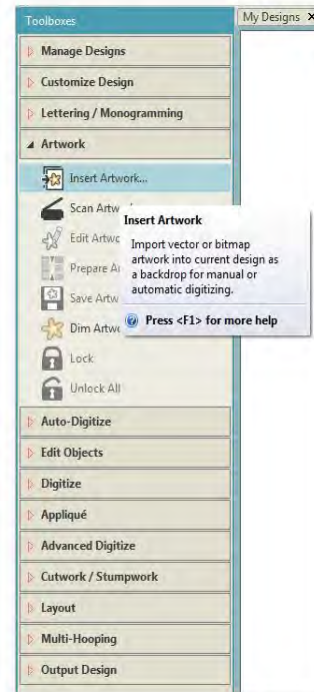 Toolboxes
My Designs
Manage Designs
Customize Design
Lettering / Monogramming
Artwork
Insert Artwork...
Scan Artw
Insert Artwork
Import vector or bitmap
artwork into current design as
a backdrop for manual or
automatic digitizing.
Press <F1> for more help
Edit Artwo
Prepare Ar
Save Artw
Dim Artwo
Lock
Unlock All
Auto-Digitize
Edit Objects
Digitize
Appliqué
Advanced Digitize
Cutwork / Stumpwork
Layout
Multi-Hooping
Output Design